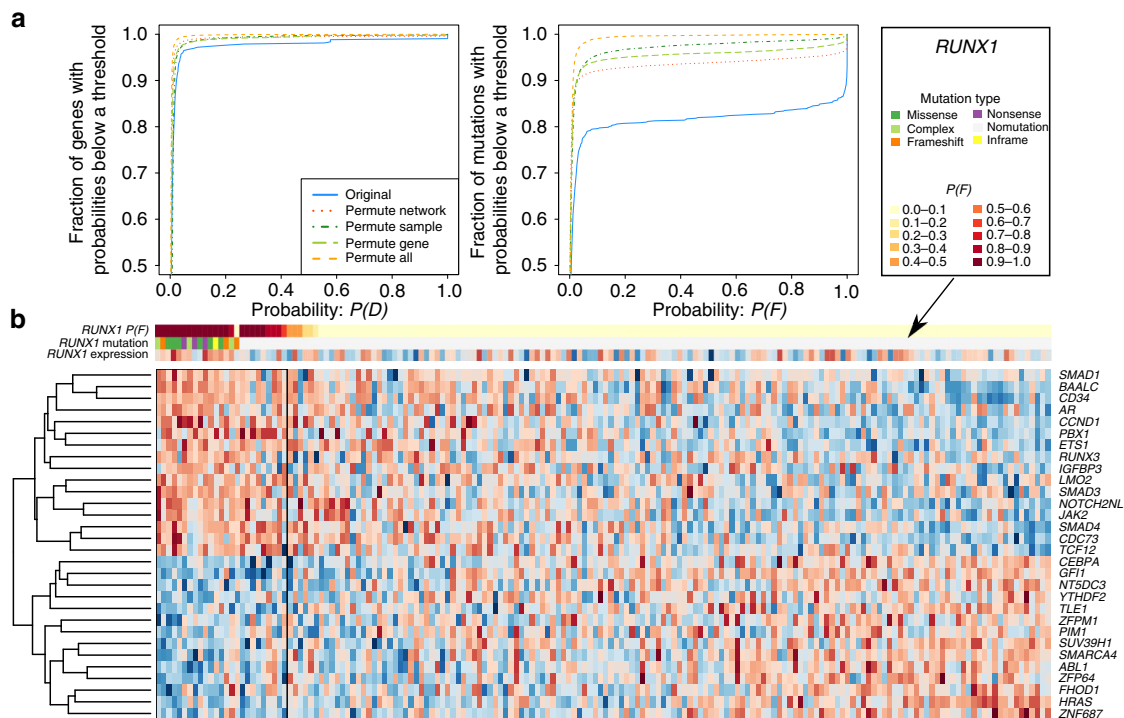 a
Fraction of genes with
probabilities below a threshold
1.0
0.9
0.8
0.7
0.6
0.5
0.0
0.2
0.4
0.6
0.8
1.0
Probability: P(D)
Original
Permute network
Permute sample
Permute gene
Permute all
Fraction of mutations with
probabilities below a threshold
1.0
0.9
0.8
0.7
0.6
0.5
0.0
0.2
0.4
0.6
0.8
1.0
Probability: P(F)
RUNX1
Mutation type
Missense
Nonsense
Complex
Nomutation
Frameshift
Inframe
P(F)
0.0–0.1
0.5–0.6
0.1–0.2
0.6–0.7
0.2–0.3
0.7–0.8
0.3–0.4
0.8–0.9
0.4–0.5
0.9–1.0
b
RUNX1 P(F)
RUNX1 mutation
RUNX1 expression
SMAD1
BAALC
CD34
AR
CCND1
PBX1
ETS1
RUNX3
IGFBP3
LMO2
SMAD3
NOTCH2NL
JAK2
SMAD4
CDC73
TCF12
CEBPA
GFI1
NT5DC3
YTHDF2
TLE1
ZFPM1
PIM1
SUV39H1
SMARCA4
ABL1
ZFP64
FHOD1
HRAS
ZNF687